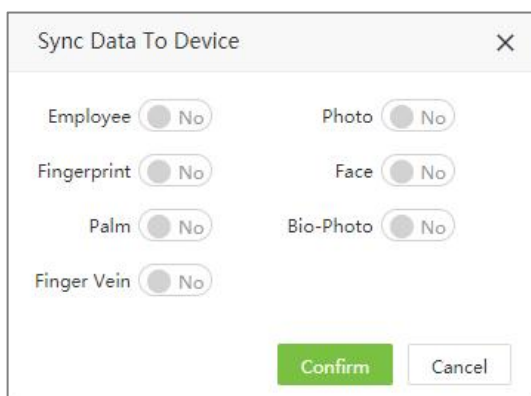 Sync Data To Device
Employee No Photo No
Fingerprint No Face No
Palm No Bio-Photo No
Finger Vein No
Confirm Cancel